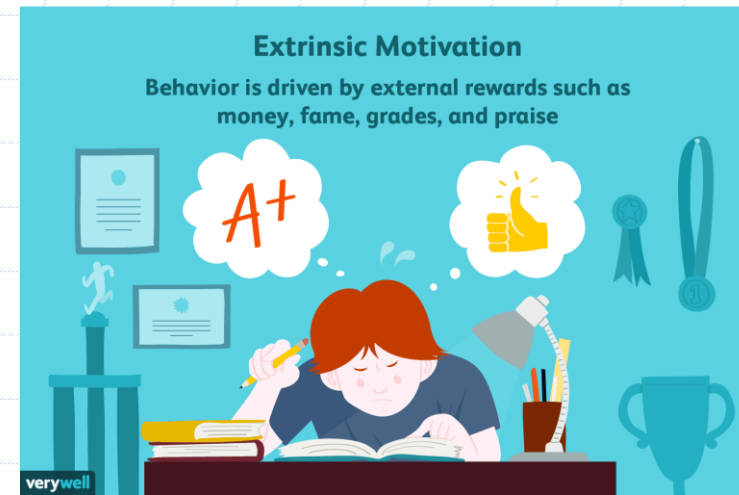 Extrinsic Motivation
Behavior is driven by external rewards such as
money, fame, grades, and praise
A+
1
verywell